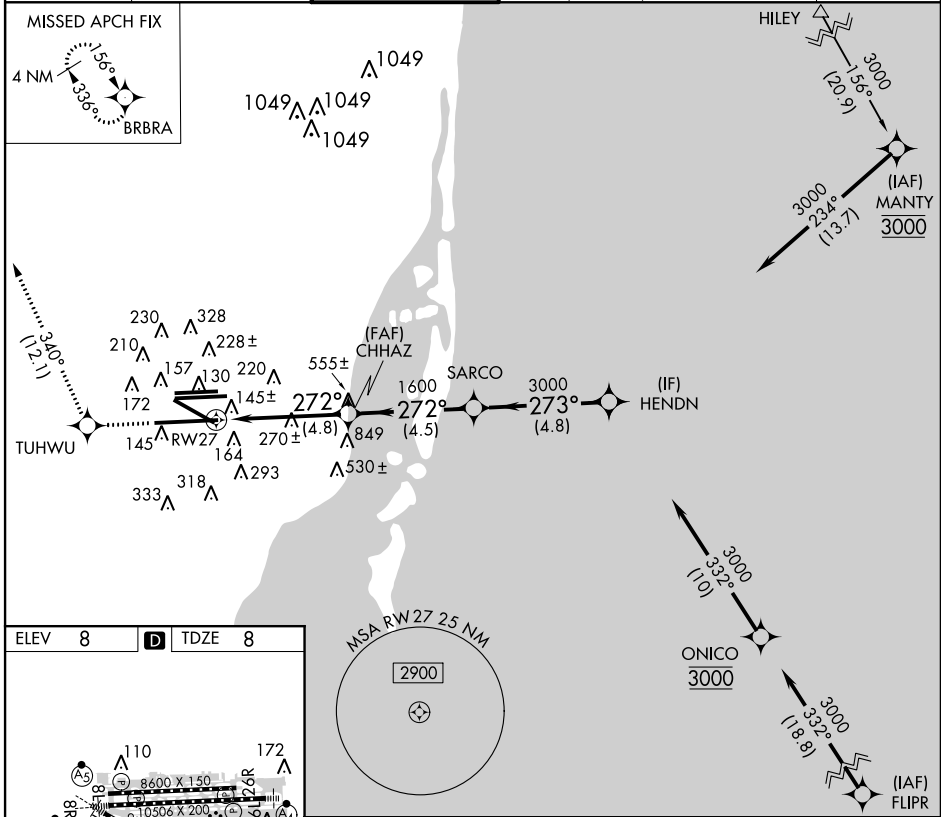 MISSED APCH FIX
4 NM
156°
336°
BRBRA
1049
1049
1049
1049
HILEY
3000
156°
(20.9)
(IAF)
MANTY
3000
3000
234°
(13.7)
340°
(12.1)
230
328
210
228±
157
130
220
172
145±
TUHWU
145
RW27
164
270±
293
318
333
272°
(4.8)
555±
(FAF)
CHHAZ
849
530±
1600
272°
(4.5)
SARCO
3000
273°
(4.8)
(IF)
HENDN
3000
332°
(10)
ONICO
3000
3000
332°
(18.8)
(IAF)
FLIPR
MSA RW 27 25 NM
2900
ELEV 8
D
TDZE 8
110
172
A5
P
8600 X 150
P
P
26R
8L
10506 X 200
P
8R